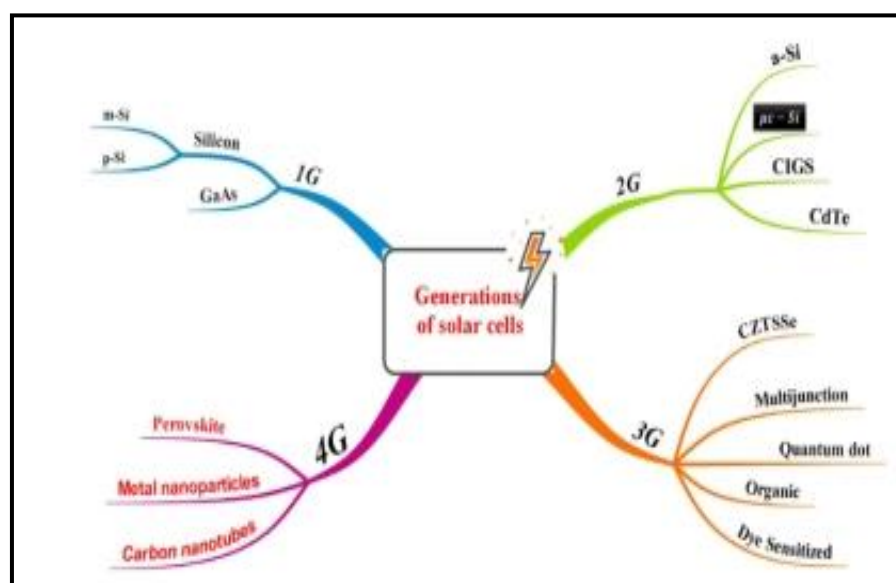 m-Si
p-Si
Silicon
GaAs
1G
a-Si
μc – Si
CIGS
CdTe
2G
Generations
of solar cells
CZTSSe
Multijunction
Quantum dot
Organic
Dye Sensitized
3G
4G
Perovskite
Metal nanoparticles
Carbon nanotubes